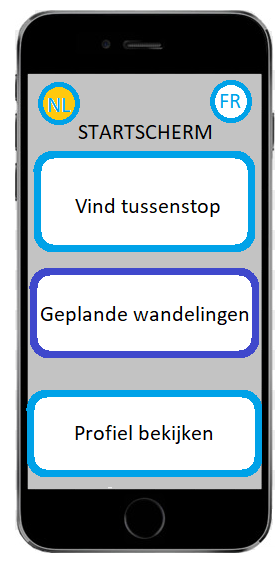 NL
FR
STARTSCHERM
Vind tussenstop
Geplande wandelingen
Profiel bekijken